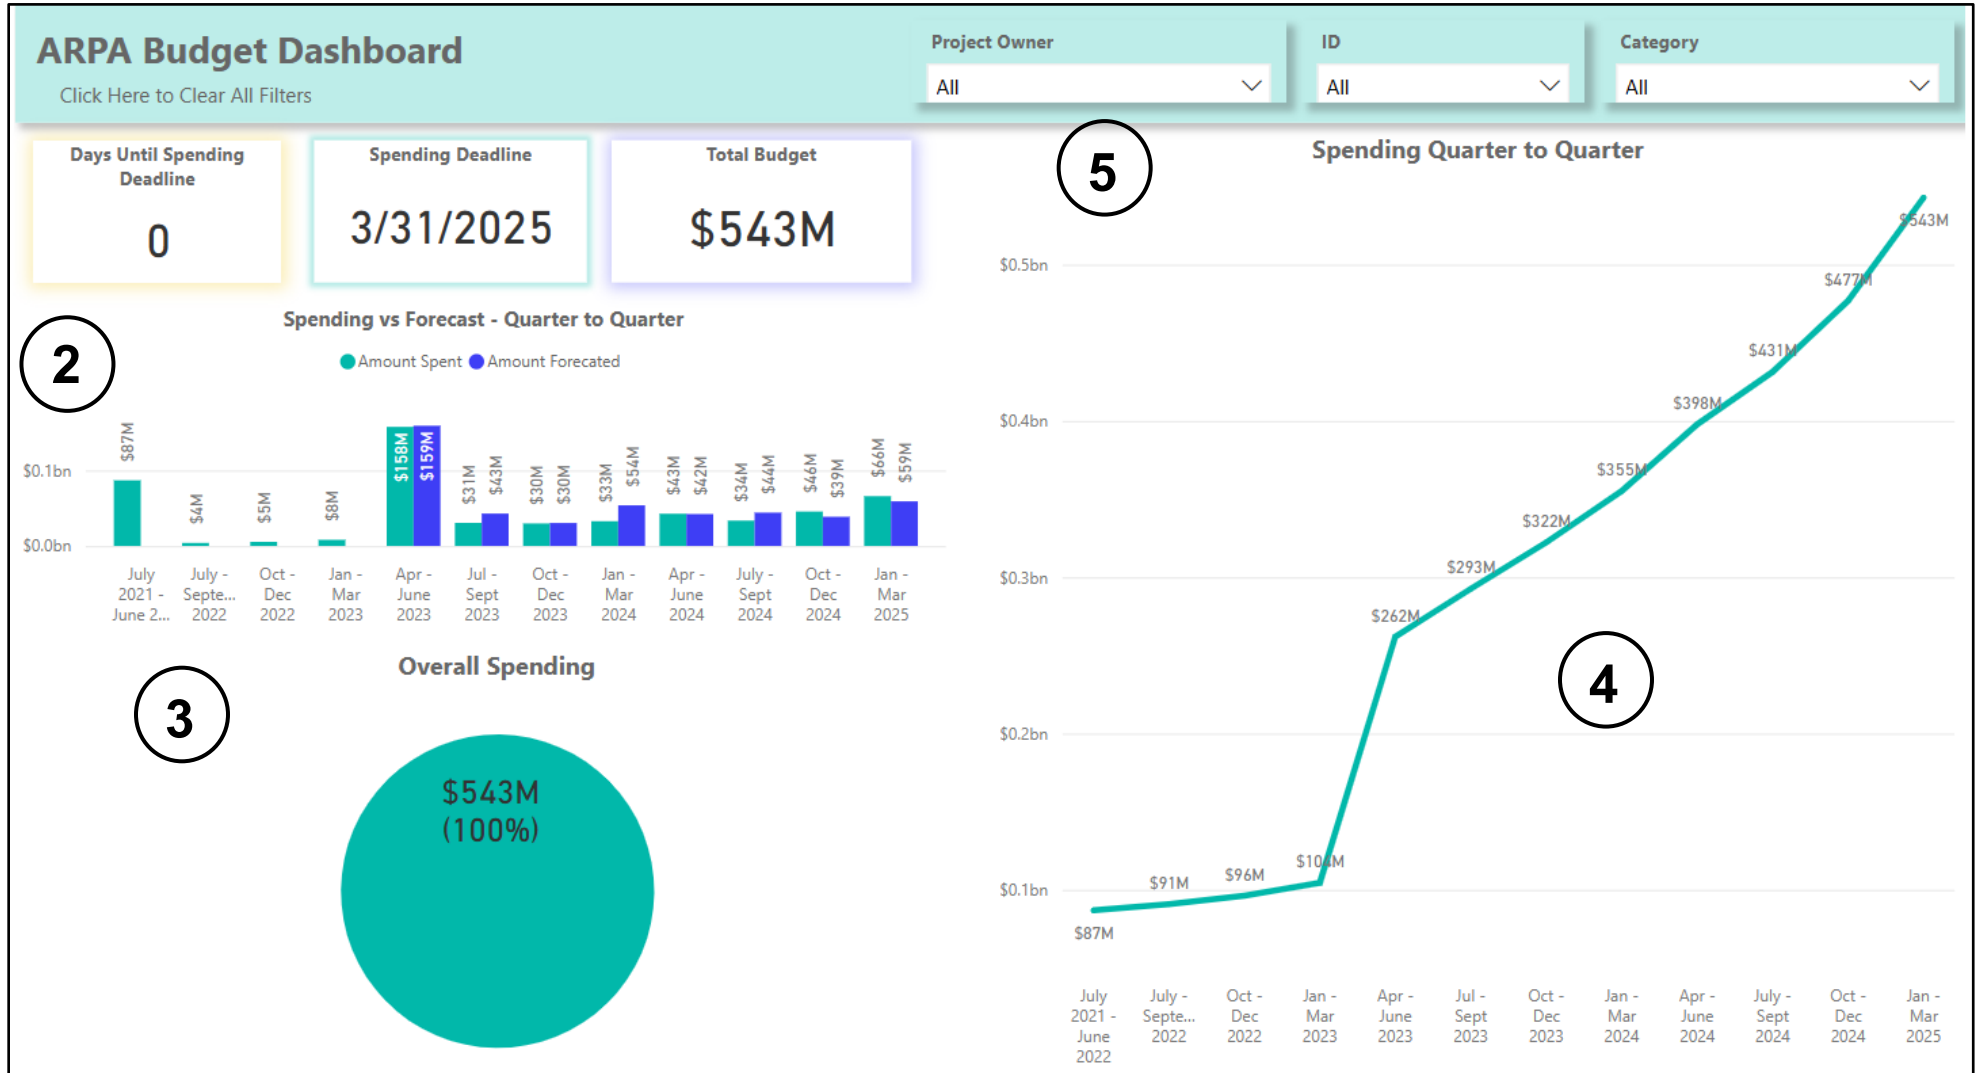 ARPA Budget Dashboard
Click Here to Clear All Filters
Project Owner
All
ID
All
Category
All
Days Until Spending
Deadline
0
Spending Deadline
3/31/2025
Total Budget
$543M
2
Spending vs Forecast - Quarter to Quarter
Amount Spent Amount Forecated
$0.1bn
$0.0bn
$87M
$4M
$5M
$8M
$158M
$159M
$31M
$43M
$30M
$30M
$33M
$54M
$43M
$42M
$34M
$44M
$46M
$39M
$66M
$59M
July
2021 -
June 2...
July -
Septe...
2022
Oct -
Dec
2022
Jan -
Mar
2023
Apr -
June
2023
Jul -
Sept
2023
Oct -
Dec
2023
Jan -
Mar
2024
Apr -
June
2024
July -
Sept
2024
Oct -
Dec
2024
Jan -
Mar
2025
3
Overall Spending
$543M
(100%)
5
Spending Quarter to Quarter
$0.5bn
$0.4bn
$0.3bn
$0.2bn
$0.1bn
$87M
$91M
$96M
$262M
$293M
$322M
$355M
$398M
$431M
$477M
$543M
4
July
2021 -
June
2022
July -
Septe...
2022
Oct -
Dec
2022
Jan -
Mar
2023
Apr -
June
2023
Jul -
Sept
2023
Oct -
Dec
2023
Jan -
Mar
2024
Apr -
June
2024
July -
Sept
2024
Oct -
Dec
2024
Jan -
Mar
2025